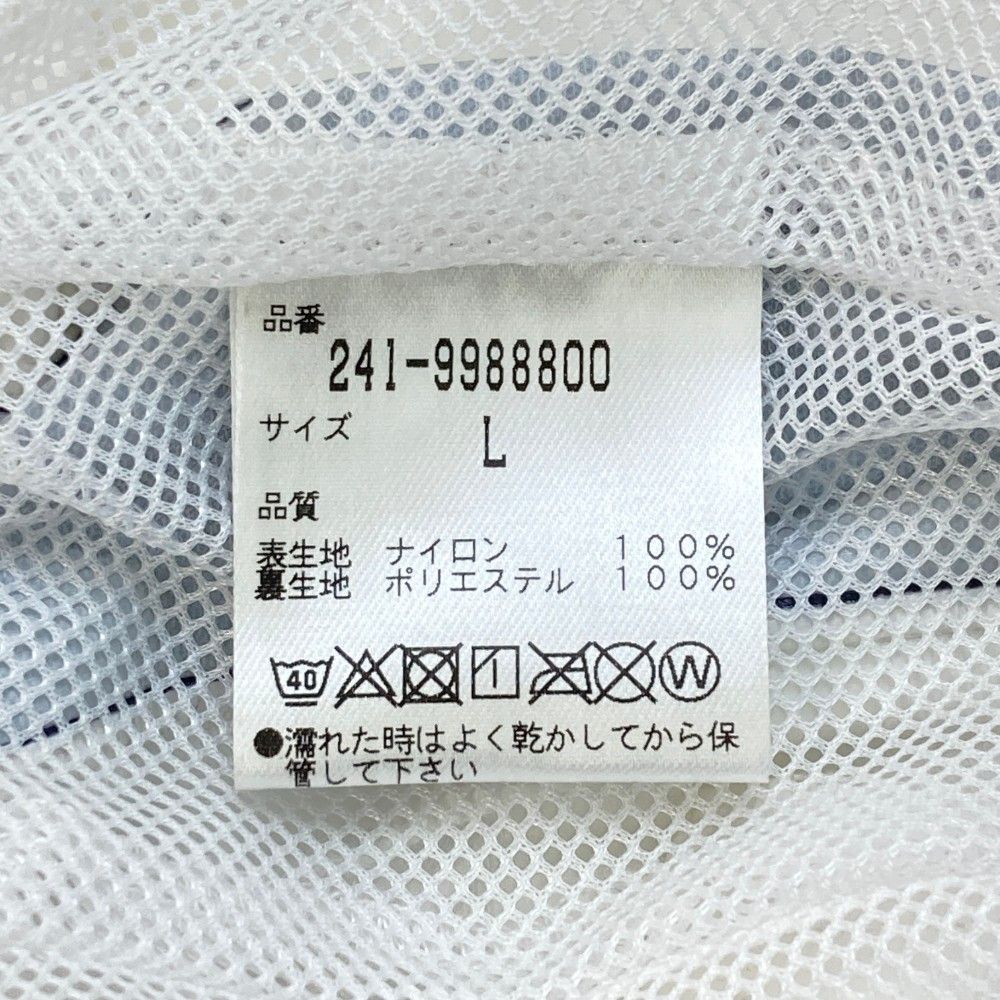 品番
241-9988800
サイズ L
品質
表生地 ナイロン １００％
裏生地 ポリエステル １００％
40 W
●濡れた時はよく乾かしてから保
管して下さい